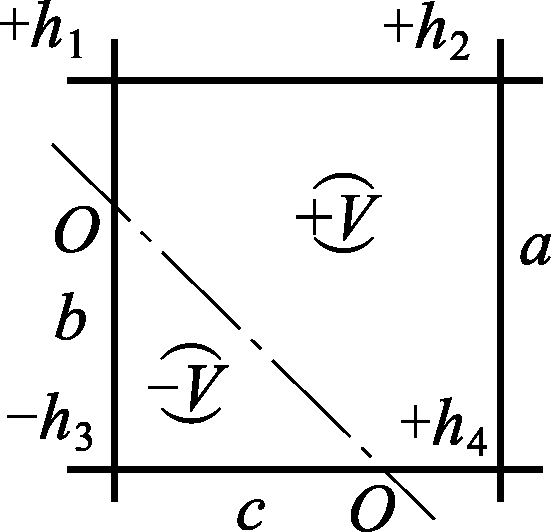 +h₁ +h₂
+V
O a
b
−V
−h₃ +h₄
c O